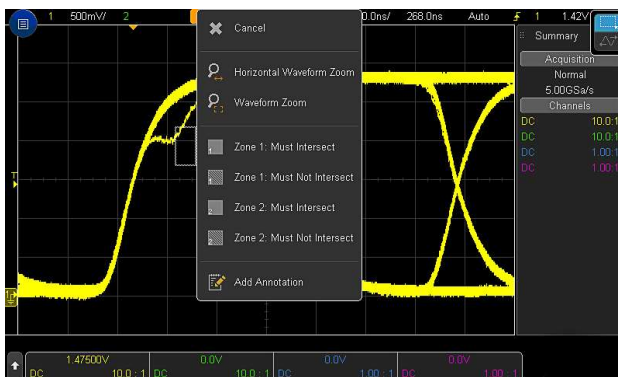 1 500mV/ 2 0.0ns/ 268.0ns Auto 1 1.42V
Cancel
Summary
Acquisition
Normal
5.00GSa/s
Channels
DC 10.0:1
DC 10.0:1
DC 1.00:1
DC 1.00:1
Horizontal Waveform Zoom
Waveform Zoom
1 Zone 1: Must Intersect
1 Zone 1: Must Not Intersect
2 Zone 2: Must Intersect
2 Zone 2: Must Not Intersect
Add Annotation
T
1.47500V 0.0V 0.0V 0.0V
DC 10.0 : 1 DC 10.0 : 1 DC 1.00 : 1 DC 1.00 : 1